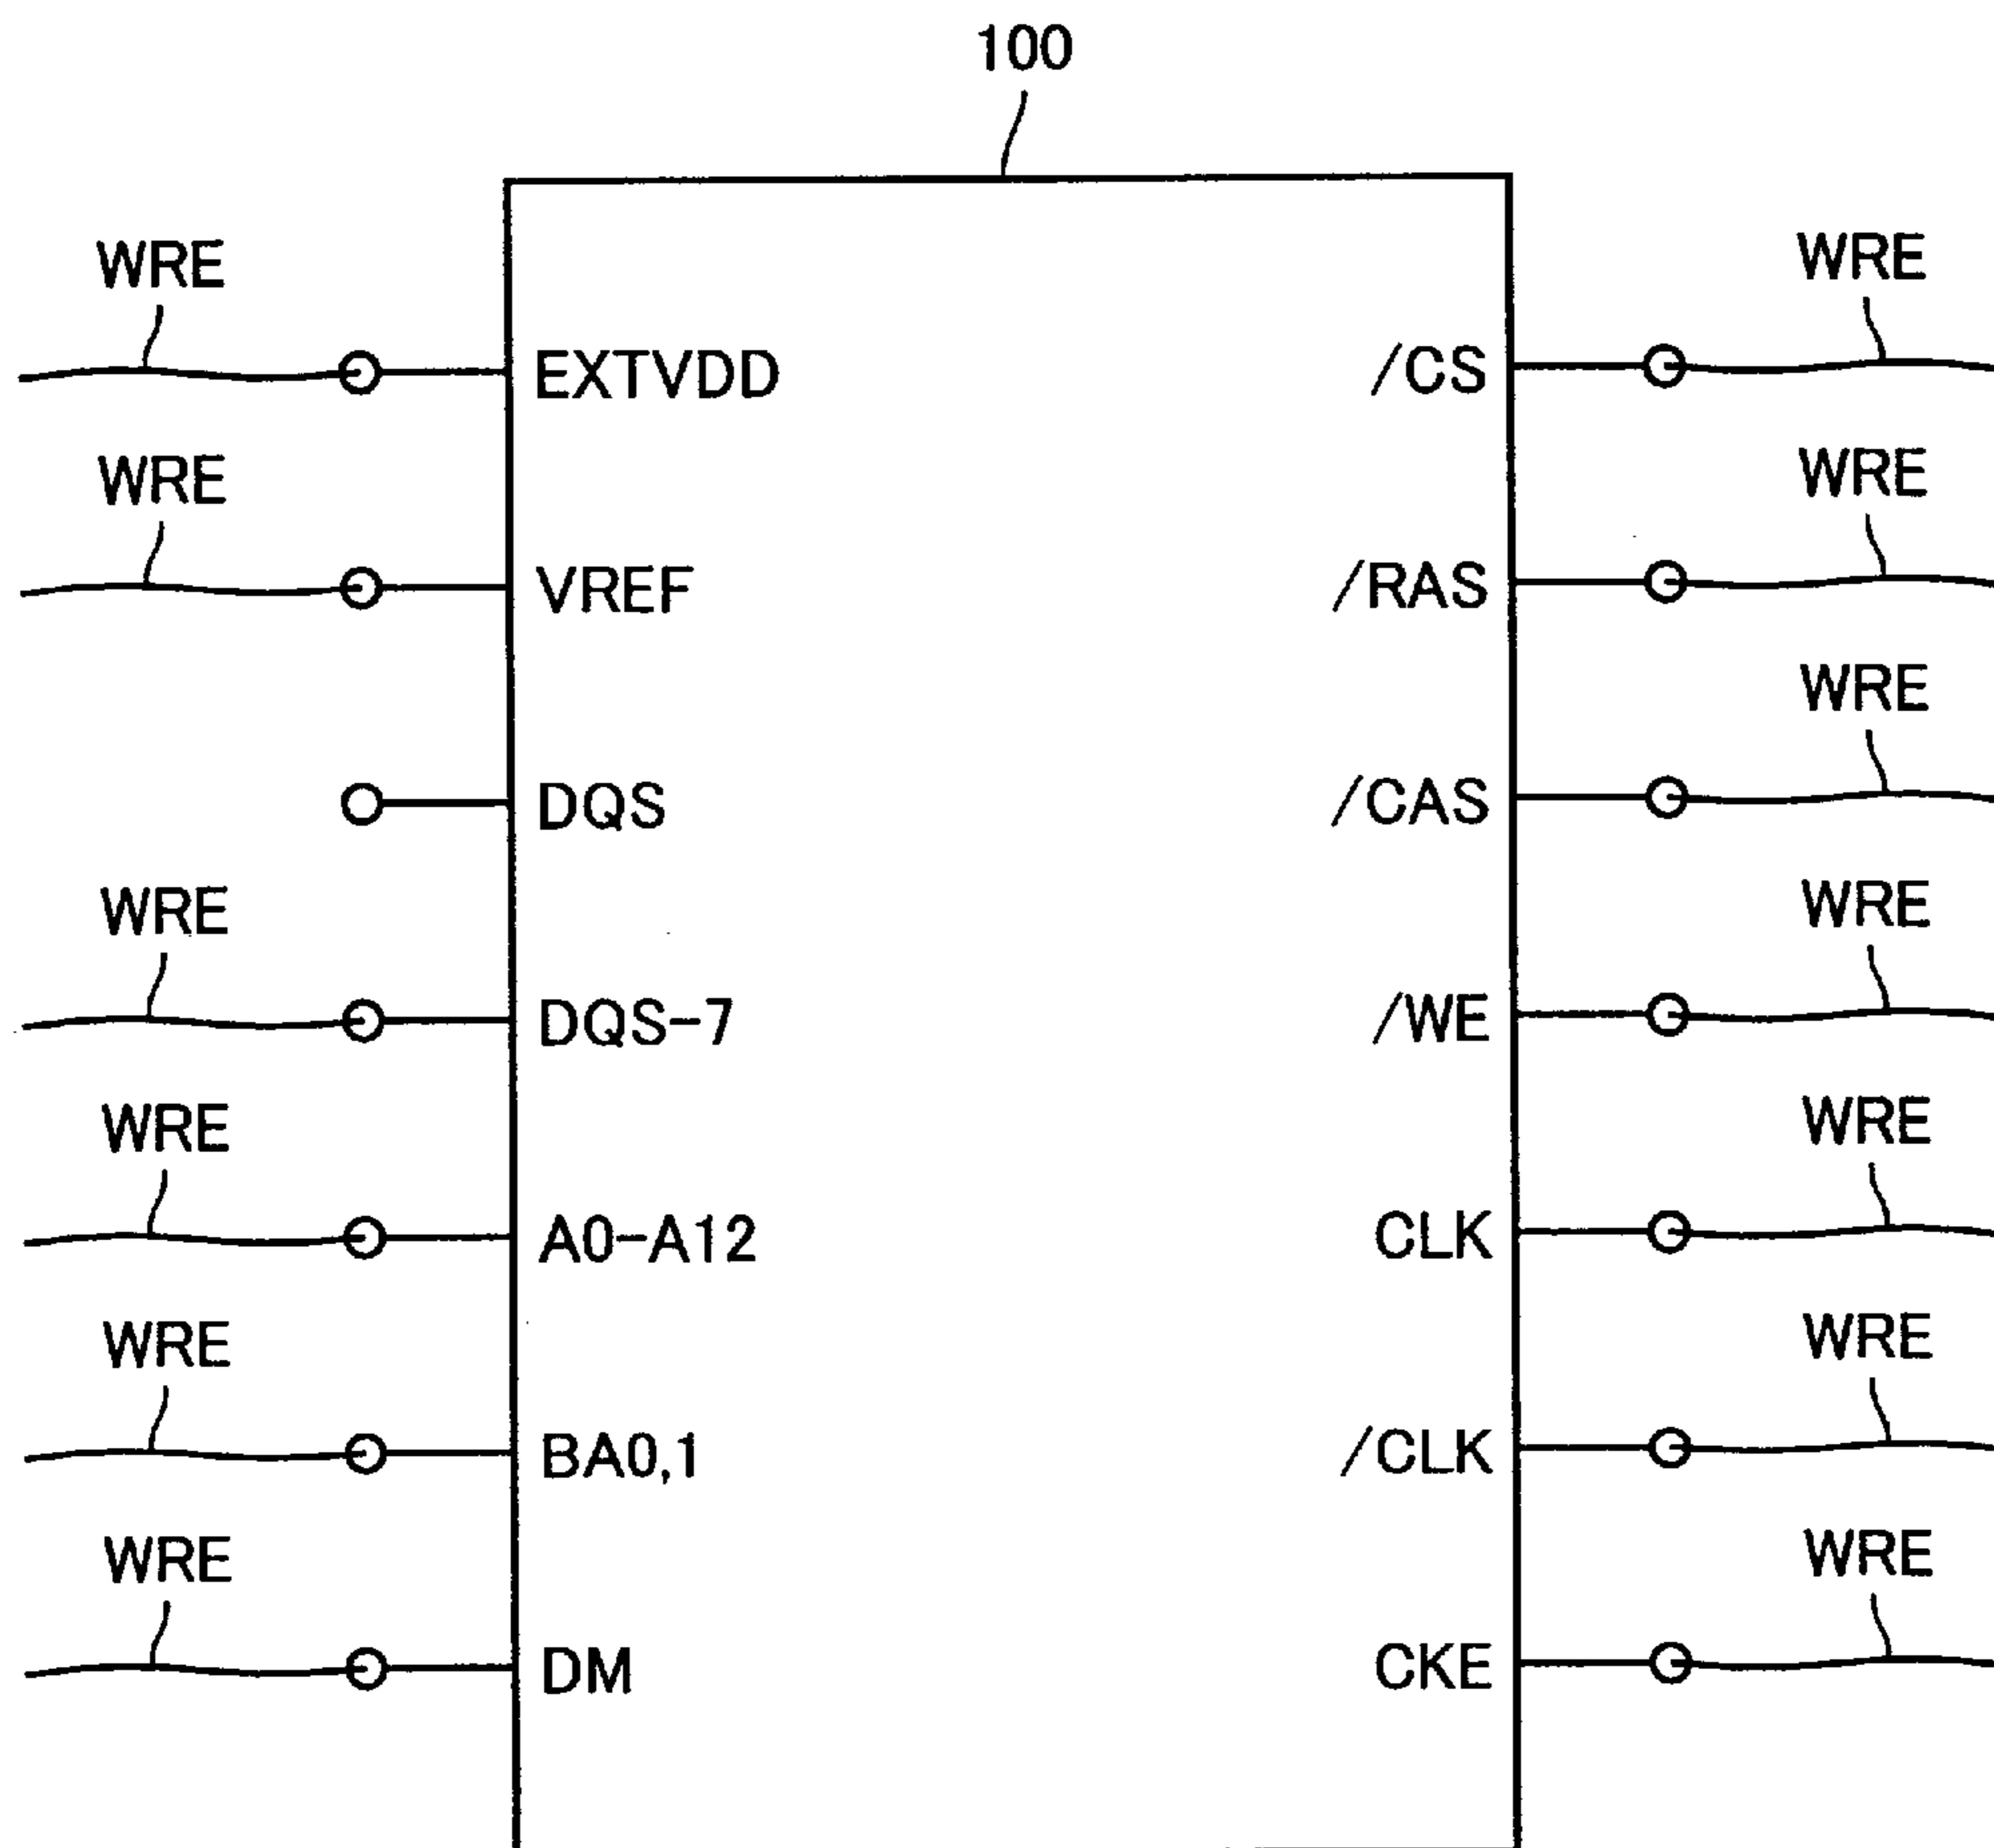 100
WRE
WRE
EXTVDD
/CS
WRE
WRE
VREF
/RAS
WRE
DQS
/CAS
WRE
WRE
DQS-7
/WE
WRE
WRE
A0-A12
CLK
WRE
WRE
BA0,1
/CLK
WRE
WRE
DM
CKE